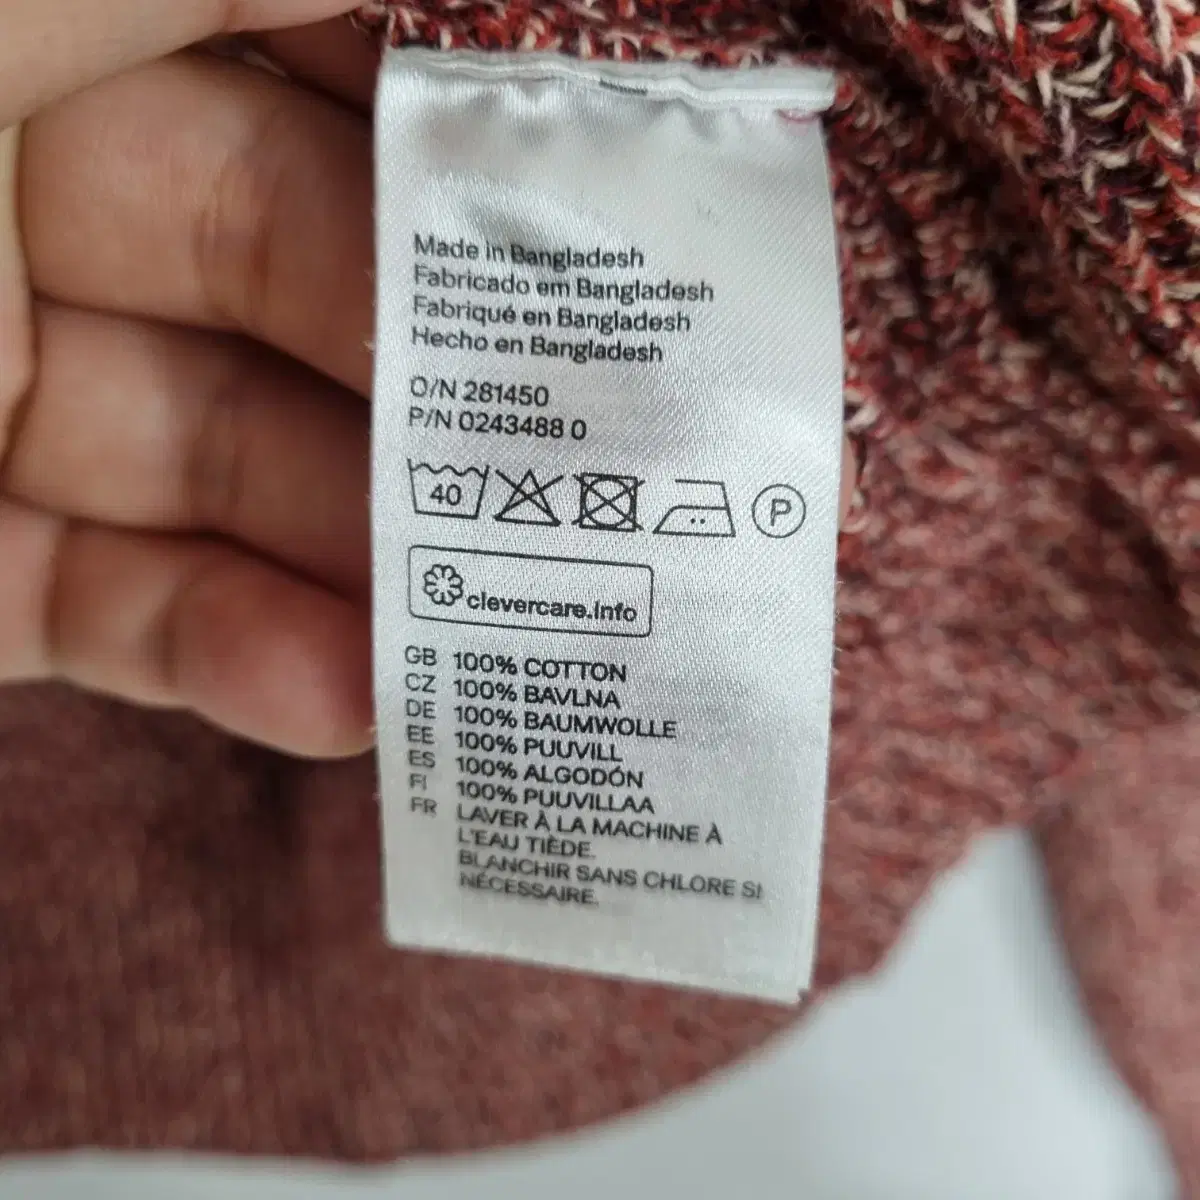 Made in Bangladesh
Fabricado em Bangladesh
Fabriqué en Bangladesh
Hecho en Bangladesh
O/N 281450
P/N 0243488 0
40
P
clevercare.info
GB 100% COTTON
CZ 100% BAVLNA
DE 100% BAUMWOLLE
EE 100% PUUVILL
ES 100% ALGODÓN
FI 100% PUUVILLAA
FR LAVER À LA MACHINE À
L'EAU TIÈDE.
BLANCHIR SANS CHLORE SI
NÉCESSAIRE.